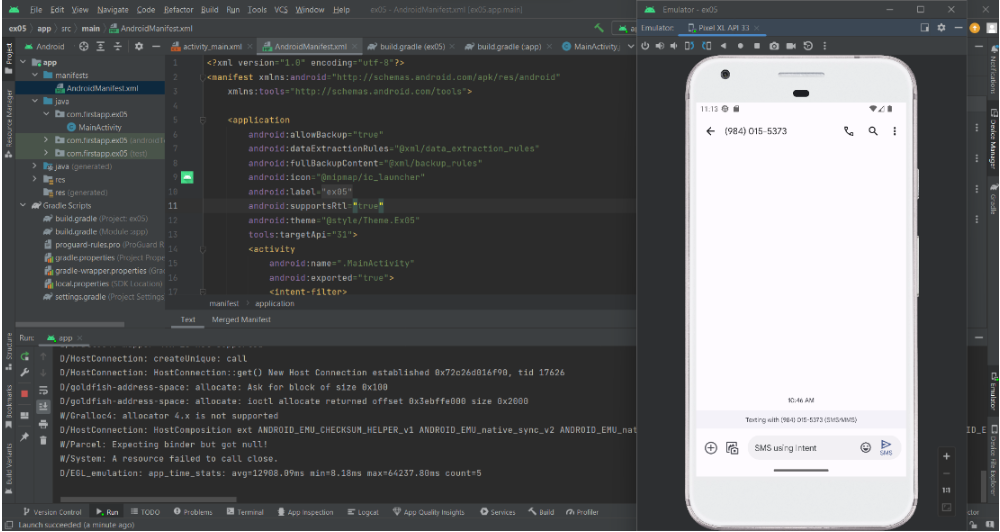 File Edit View Navigate Code Refactor Build Run Tools VCS Window Help ex05 (ex05.app.main)
ex05 app src main AndroidManifest.xml
Android
activity_main.xml AndroidManifest.xml build.gradle (ex05) build.gradle (app) MainActivity
Project
Resource Manager
app
manifests
AndroidManifest.xml
java
com.firstapp.ex05
MainActivity
com.firstapp.ex05
com.firstapp.ex05 (test)
java (generated)
res
res (generated)
Gradle Scripts
build.gradle (Project: ex05)
build.gradle (Module :app)
proguard-rules.pro (ProGuard R
gradle.properties (Project Prope
gradle-wrapper.properties (Gra
local.properties (SDK Location)
settings.gradle (Project Settings
1 <?xml version="1.0" encoding="utf-8"?>
2 <manifest xmlns:android="http://schemas.android.com/apk/res/android"
3 xmlns:tools="http://schemas.android.com/tools">
4
5 <application
6 android:allowBackup="true"
7 android:dataExtractionRules="@xml/data_extraction_rules"
8 android:fullBackupContent="@xml/backup_rules"
9 android:icon="@mipmap/ic_launcher"
10 android:label="ex05"
11 android:supportsRtl="true"
12 android:theme="@style/Theme.Ex05"
13 tools:targetApi="31">
14 <activity
15 android:name=".MainActivity"
16 android:exported="true">
17 <intent-filter>
manifest application
Text Merged Manifest
Run: app
D/HostConnection: createUnique: call
D/HostConnection: HostConnection::get() New Host Connection established 0x72c26d016f90, tid 17626
D/goldfish-address-space: allocate: Ask for block of size 0x100
D/goldfish-address-space: allocate: ioctl allocate returned offset 0x3ebffe000 size 0x2000
W/Gralloc4: allocator 4.x is not supported
D/HostConnection: HostComposition ext ANDROID_EMU_CHECKSUM_HELPER_v1 ANDROID_EMU_native_sync_v2 ANDROID_EMU_nat
W/Parcel: Expecting binder but got null!
W/System: A resource failed to call close.
D/EGL_emulation: app_time_stats: avg=12908.09ms min=8.18ms max=64237.80ms count=5
Structure
Bookmarks
Build Variants
Version Control Run TODO Problems Terminal App Inspection Logcat App Quality Insights Services Build Profiler
Launch succeeded (a minute ago)
Emulator - ex05
Emulator: Pixel XL API 33
11:13
(984) 015-5373
10:46 AM
Texting with (984) 015-5373 (SMS/MMS)
SMS using Intent
SMS
1:1
Notifications
Device Manager
Gradle
Emulator
Device File Explorer